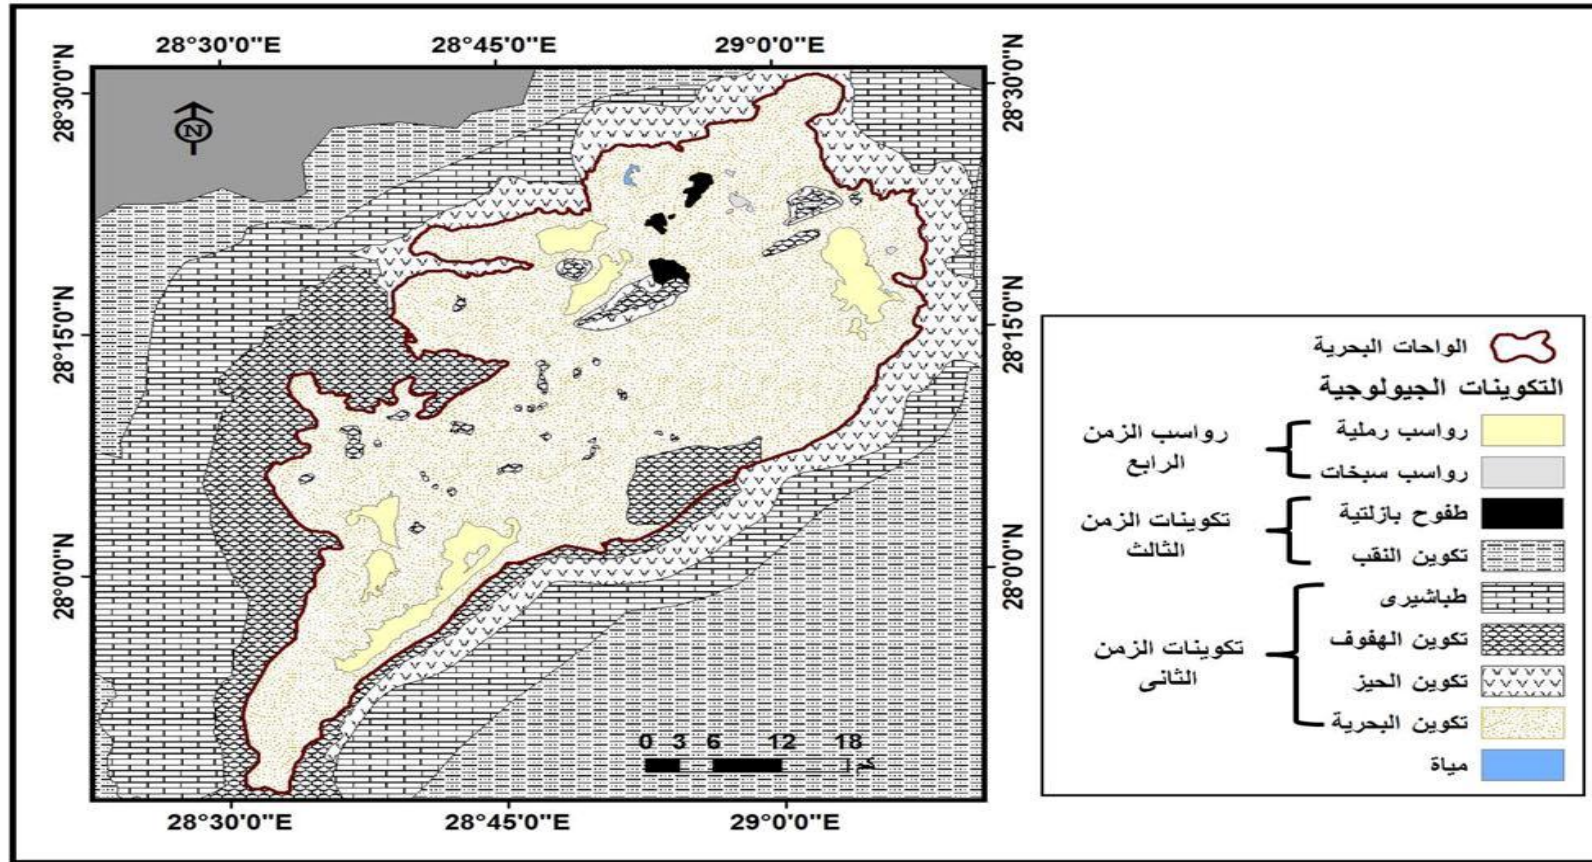 28°30'0"E 28°45'0"E 29°0'0"E
28°30'0"N
28°15'0"N
28°0'0"N
N
28°30'0"N
28°15'0"N
28°0'0"N
0 3 6 12 18
28°30'0"E 28°45'0"E 29°0'0"E
الواحات البحرية
التكوينات الجيولوجية
رواسب رملية
رواسب سبخات
رواسب الزمن
الرابع
طفوح بازلتية
تكوين النقب
تكوينات الزمن
الثالث
طباشيرى
تكوين الهفوف
تكوين الحيز
تكوين البحرية
تكوينات الزمن
الثانى
مياة